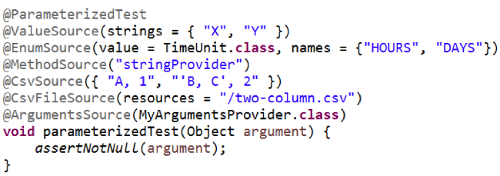 @ParameterizedTest
@ValueSource(strings = { "X", "Y" })
@EnumSource(value = TimeUnit.class, names = {"HOURS", "DAYS"})
@MethodSource("stringProvider")
@CsvSource({ "A, 1", "'B, C', 2" })
@CsvFileSource(resources = "/two-column.csv")
@ArgumentsSource(MyArgumentsProvider.class)
void parameterizedTest(Object argument) {
    assertNotNull(argument);
}